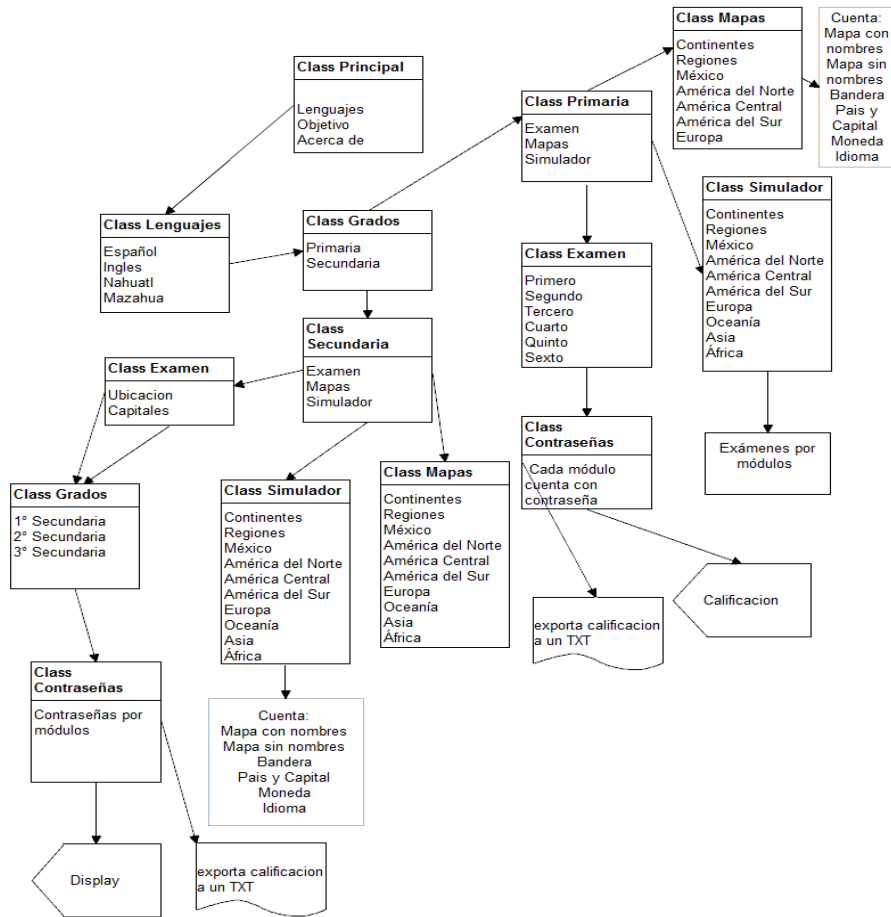 Class Principal
Lenguajes
Objetivo
Acerca de
Class Lenguajes
Español
Ingles
Nahuatl
Mazahua
Class Grados
Primaria
Secundaria
Class Primaria
Examen
Mapas
Simulador
Class Mapas
Continentes
Regiones
México
América del Norte
América Central
América del Sur
Europa
Cuenta:
Mapa con
nombres
Mapa sin
nombres
Bandera
Pais y
Capital
Moneda
Idioma
Class Simulador
Continentes
Regiones
México
América del Norte
América Central
América del Sur
Europa
Oceanía
Asia
África
Exámenes por
módulos
Class Examen
Primero
Segundo
Tercero
Cuarto
Quinto
Sexto
Class
Contraseñas
Cada módulo
cuenta con
contraseña
exporta calificacion
a un TXT
Calificacion
Class
Secundaria
Examen
Mapas
Simulador
Class Examen
Ubicacion
Capitales
Class Grados
1° Secundaria
2° Secundaria
3° Secundaria
Class Simulador
Continentes
Regiones
México
América del Norte
América Central
América del Sur
Europa
Oceanía
Asia
África
Class Mapas
Continentes
Regiones
México
América del Norte
América Central
América del Sur
Europa
Oceanía
Asia
África
Class
Contraseñas
Contraseñas por
módulos
Cuenta:
Mapa con nombres
Mapa sin nombres
Bandera
Pais y Capital
Moneda
Idioma
Display
exporta calificacion
a un TXT